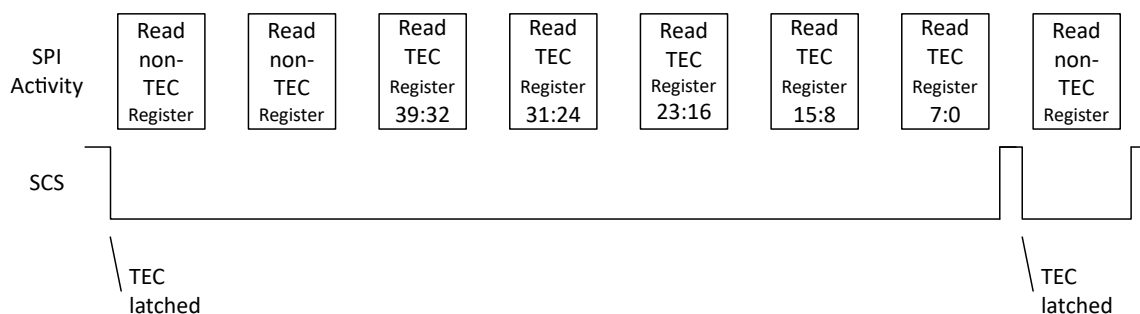 SPI
Activity
Read
non-
TEC
Register
Read
non-
TEC
Register
Read
TEC
Register
39:32
Read
TEC
Register
31:24
Read
TEC
Register
23:16
Read
TEC
Register
15:8
Read
TEC
Register
7:0
Read
non-
TEC
Register
SCS
TEC
latched
TEC
latched